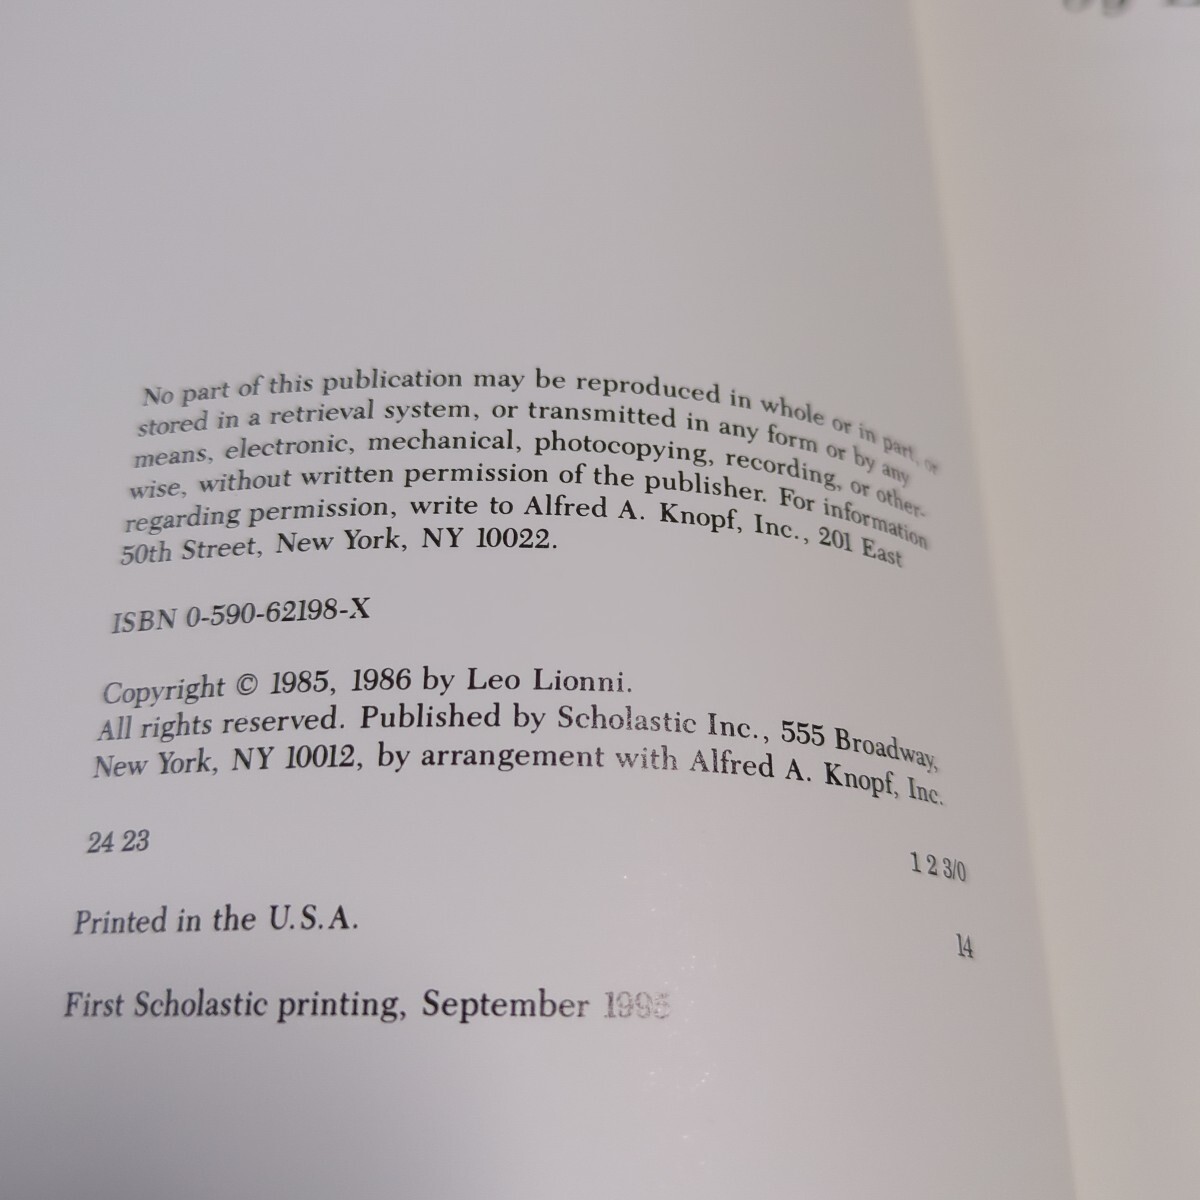 by
No part of this publication may be reproduced in whole or in part, or
stored in a retrieval system, or transmitted in any form or by any
means, electronic, mechanical, photocopying, recording, or other-
wise, without written permission of the publisher. For information
regarding permission, write to Alfred A. Knopf, Inc., 201 East
50th Street, New York, NY 10022.
ISBN 0-590-62198-X
Copyright © 1985, 1986 by Leo Lionni.
All rights reserved. Published by Scholastic Inc., 555 Broadway,
New York, NY 10012, by arrangement with Alfred A. Knopf, Inc.
24 23 1 2 3/0
Printed in the U.S.A. 14
First Scholastic printing, September 1995